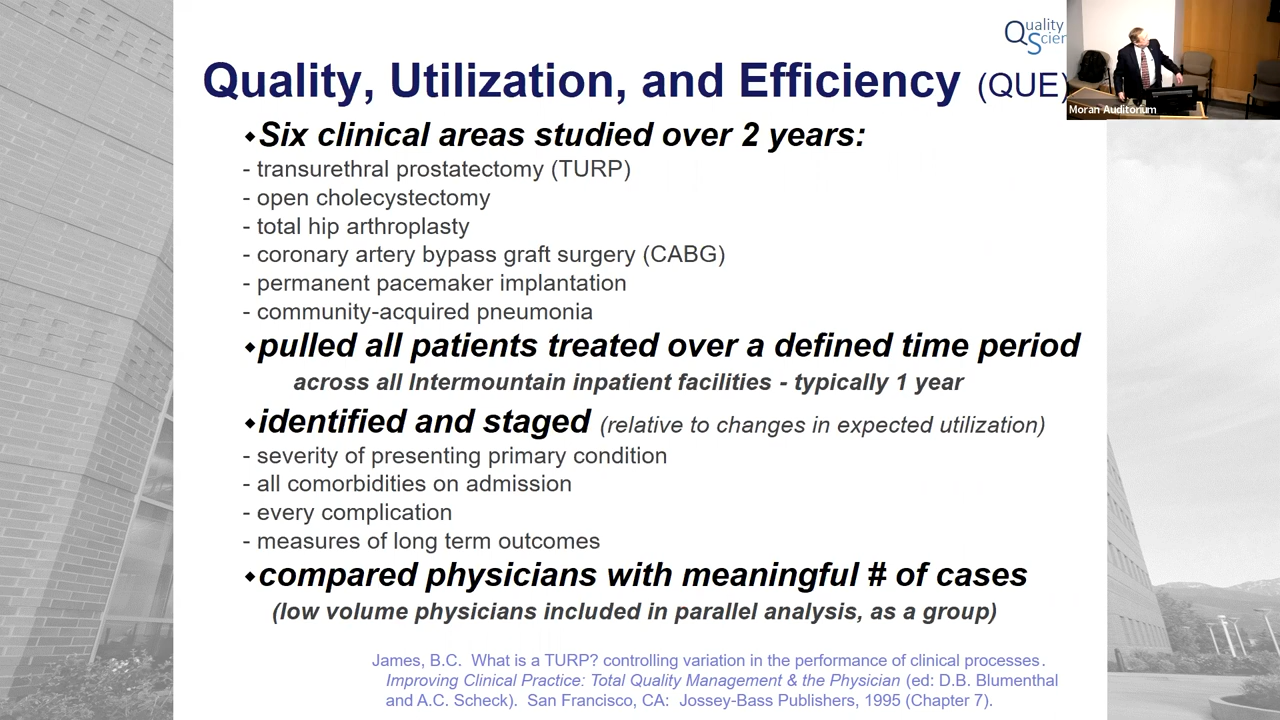 Quality
Scien
Quality, Utilization, and Efficiency (QUE)
Moran Auditorium
⬥Six clinical areas studied over 2 years:
- transurethral prostatectomy (TURP)
- open cholecystectomy
- total hip arthroplasty
- coronary artery bypass graft surgery (CABG)
- permanent pacemaker implantation
- community-acquired pneumonia
⬥pulled all patients treated over a defined time period
across all Intermountain inpatient facilities - typically 1 year
⬥identified and staged (relative to changes in expected utilization)
- severity of presenting primary condition
- all comorbidities on admission
- every complication
- measures of long term outcomes
⬥compared physicians with meaningful # of cases
(low volume physicians included in parallel analysis, as a group)
James, B.C. What is a TURP? controlling variation in the performance of clinical processes.
Improving Clinical Practice: Total Quality Management & the Physician (ed: D.B. Blumenthal
and A.C. Scheck). San Francisco, CA: Jossey-Bass Publishers, 1995 (Chapter 7).